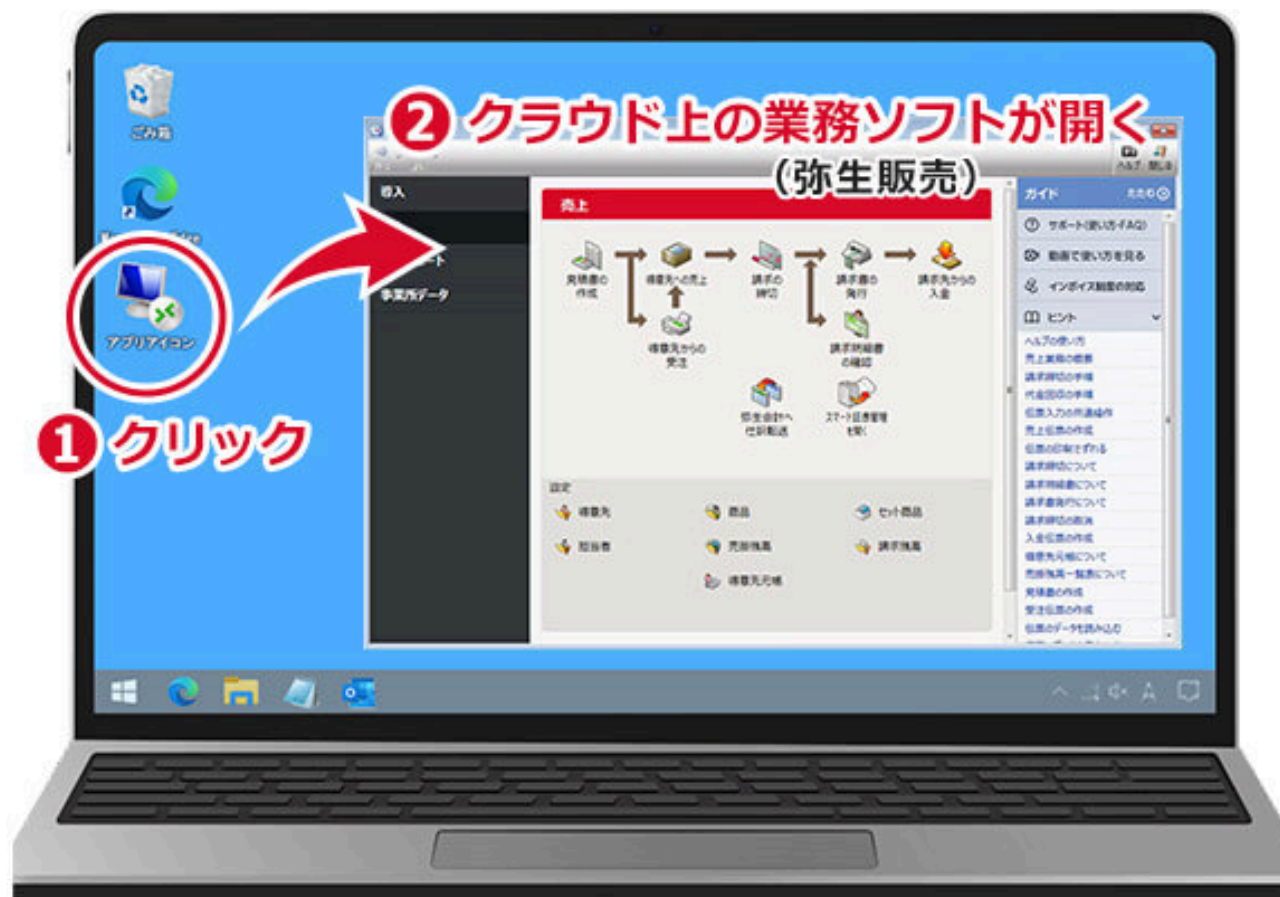 ごみ箱
アプリアイコン
❶ クリック
❷ クラウド上の業務ソフトが開く
(弥生販売)
ヘルプ 閉じる
導入
事業所データ
売上
見積書の
作成
得意先への売上
請求の
締切
請求書の
発行
請求先からの
入金
得意先からの
受注
請求明細書
の確認
弥生会計へ
仕訳転送
スマート証憑管理
を開く
設定
得意先
商品
セット商品
担当者
売掛残高
請求残高
得意先元帳
ガイド
たたむ
サポート(使い方・FAQ)
動画で使い方を見る
インボイス制度の対応
ヒント
ヘルプの使い方
売上業務の概要
請求締切の手順
代金回収の手順
伝票入力の共通操作
売上伝票の作成
伝票の印刷でずれる
請求締切について
請求明細書について
請求書発行について
請求締切の取消
入金伝票の作成
得意先元帳について
売掛残高一覧表について
見積書の作成
受注伝票の作成
伝票のデータを読み込む